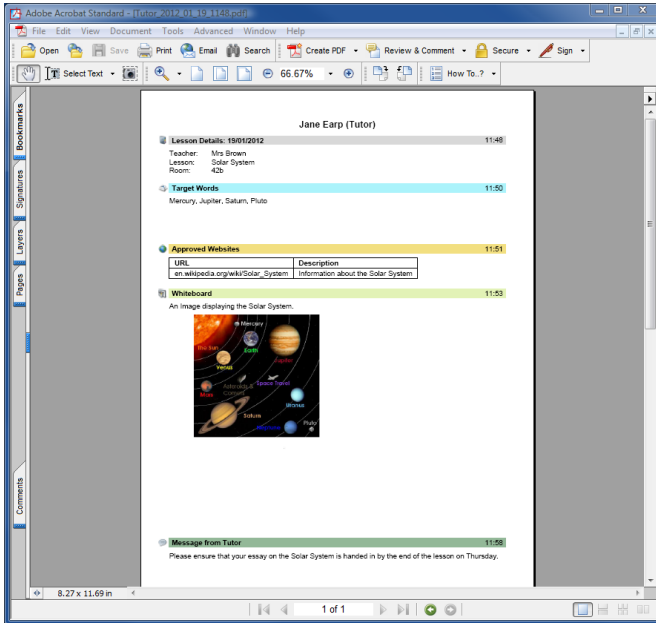 Adobe Acrobat Standard - [Tutor_2012_01_19_1148.pdf]
File Edit View Document Tools Advanced Window Help
Open Save Print Email Search Create PDF Review & Comment Secure Sign
Select Text 66.67% How To..?
Bookmarks
Signatures
Layers
Pages
Comments
Jane Earp (Tutor)
Lesson Details: 19/01/2012 11:48
Teacher: Mrs Brown
Lesson: Solar System
Room: 42b
Target Words 11:50
Mercury, Jupiter, Saturn, Pluto
Approved Websites 11:51
URL Description
en.wikipedia.org/wiki/Solar_System Information about the Solar System
Whiteboard 11:53
An Image displaying the Solar System.
Mercury
The Sun
Earth
Jupiter
Venus
Space Travel
Asteroids &
Comets
Mars
Uranus
Saturn
Pluto
Neptune
Message from Tutor 11:58
Please ensure that your essay on the Solar System is handed in by the end of the lesson on Thursday.
8.27 x 11.69 in
1 of 1